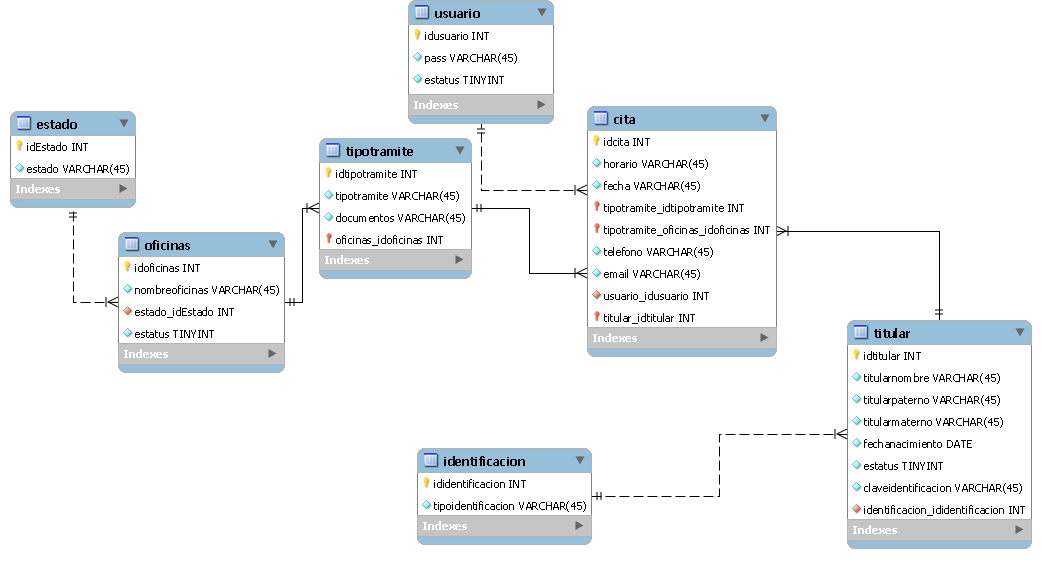 usuario
idusuario INT
pass VARCHAR(45)
estatus TINYINT
Indexes
estado
idEstado INT
estado VARCHAR(45)
Indexes
tipotramite
idtipotramite INT
tipotramite VARCHAR(45)
documentos VARCHAR(45)
oficinas_idoficinas INT
Indexes
cita
idcita INT
horario VARCHAR(45)
fecha VARCHAR(45)
tipotramite_idtipotramite INT
tipotramite_oficinas_idoficinas INT
telefono VARCHAR(45)
email VARCHAR(45)
usuario_idusuario INT
titular_idtitular INT
Indexes
oficinas
idoficinas INT
nombreoficinas VARCHAR(45)
estado_idEstado INT
estatus TINYINT
Indexes
titular
idtitular INT
titularnombre VARCHAR(45)
titularpaterno VARCHAR(45)
titularmaterno VARCHAR(45)
fechanacimiento DATE
estatus TINYINT
claveidentificacion VARCHAR(45)
identificacion_ididentificacion INT
Indexes
identificacion
ididentificacion INT
tipoidentificacion VARCHAR(45)
Indexes